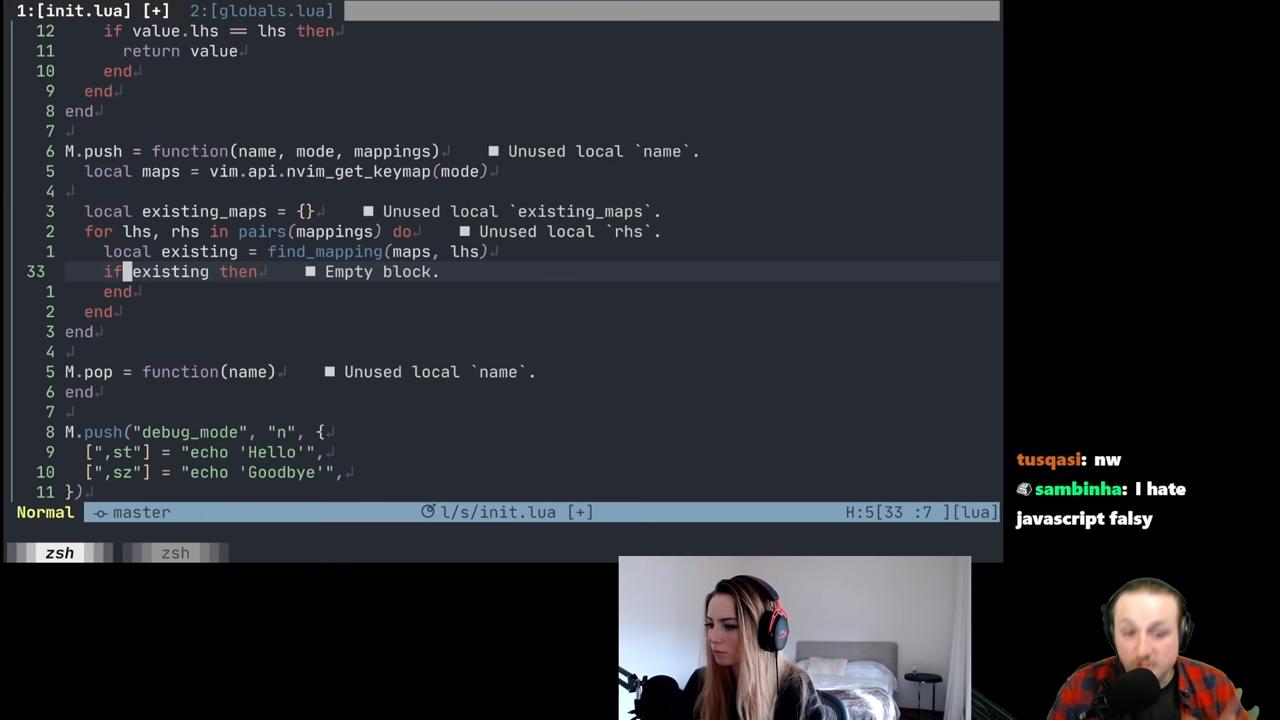 1:[init.lua] [+] 2:[globals.lua]
12 if value.lhs == lhs then
11 return value
10 end
9 end
8 end
7
6 M.push = function(name, mode, mappings) ■ Unused local `name`.
5 local maps = vim.api.nvim_get_keymap(mode)
4
3 local existing_maps = {} ■ Unused local `existing_maps`.
2 for lhs, rhs in pairs(mappings) do ■ Unused local `rhs`.
1 local existing = find_mapping(maps, lhs)
33 if existing then ■ Empty block.
1 end
2 end
3 end
4
5 M.pop = function(name) ■ Unused local `name`.
6 end
7
8 M.push("debug_mode", "n", {
9 [",st"] = "echo 'Hello'",
10 [",sz"] = "echo 'Goodbye'",
11 })
Normal master l/s/init.lua [+] H:5[33 :7 ][lua]
zsh zsh
tusqasi: nw
sambinha: I hate
javascript falsy